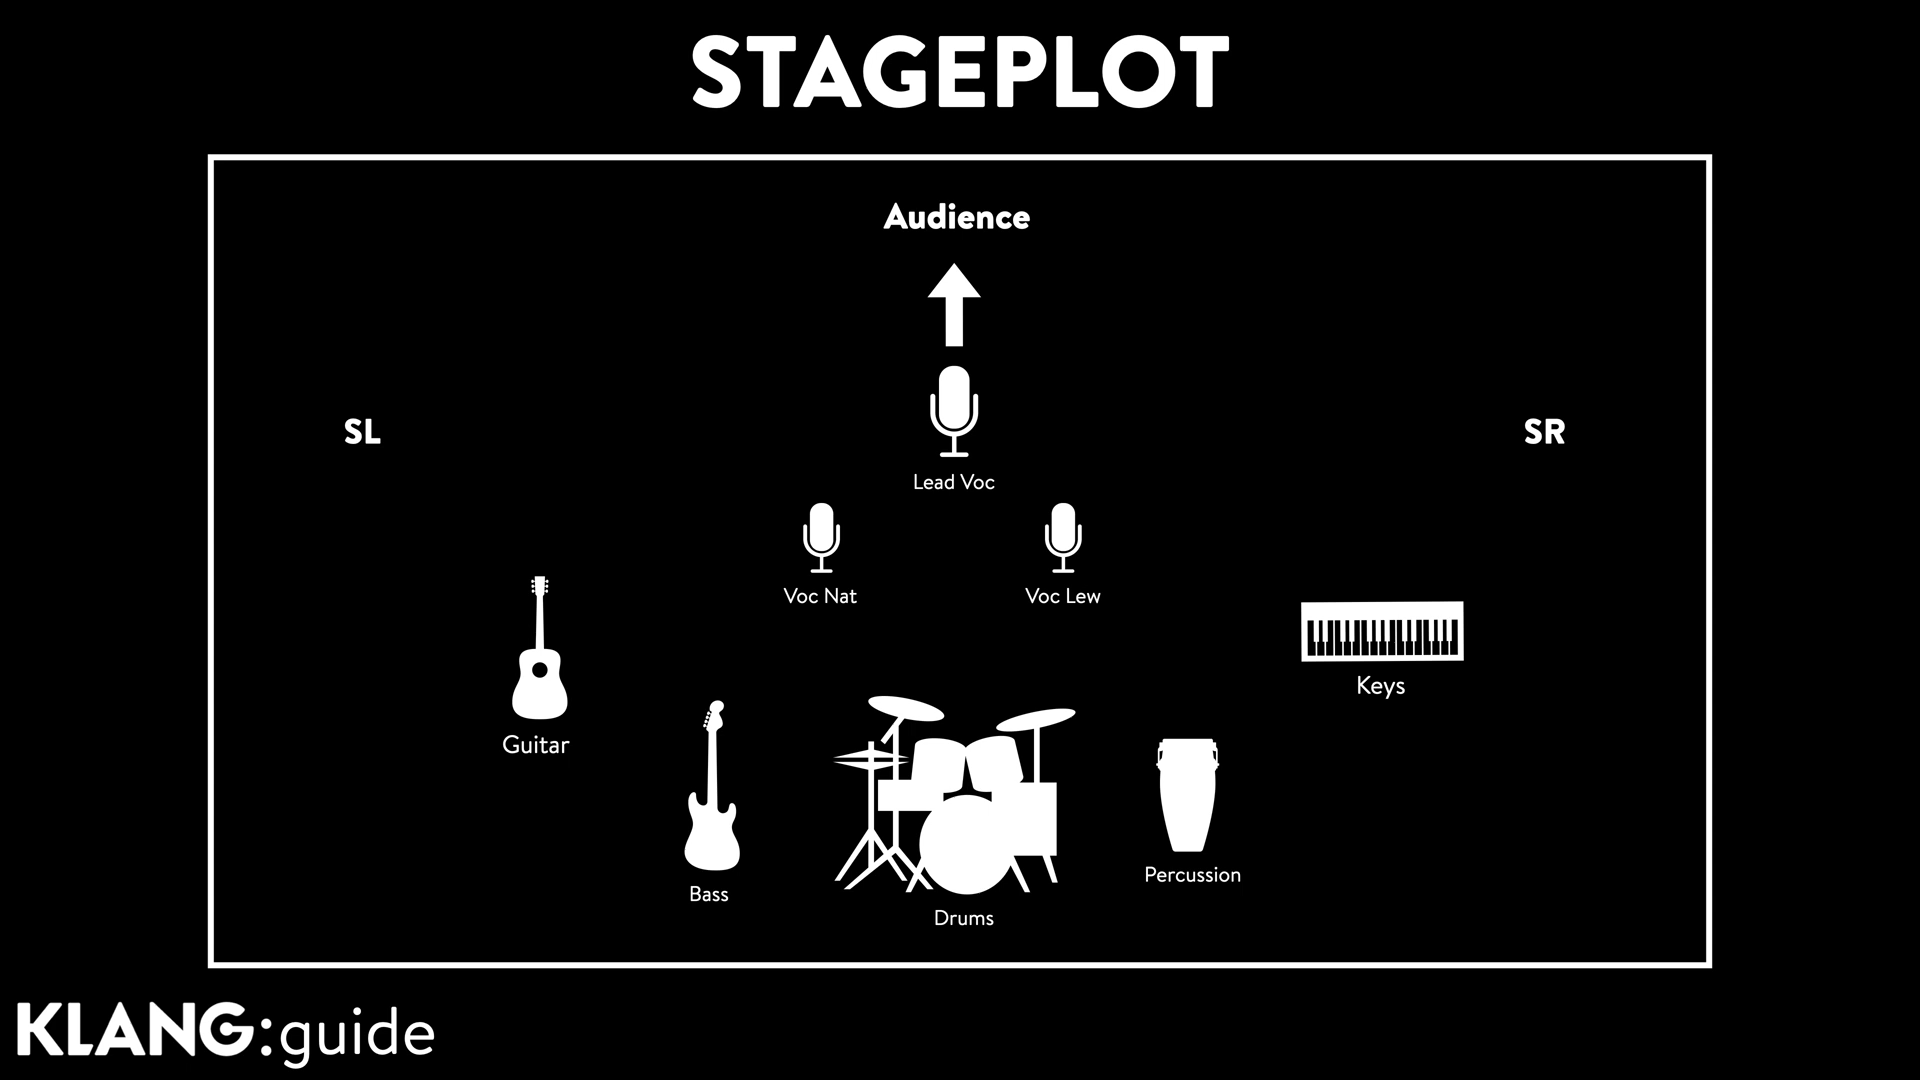 STAGEPLOT
Audience
SL
SR
Lead Voc
Voc Nat
Voc Lew
Guitar
Keys
Bass
Drums
Percussion
KLANG:guide